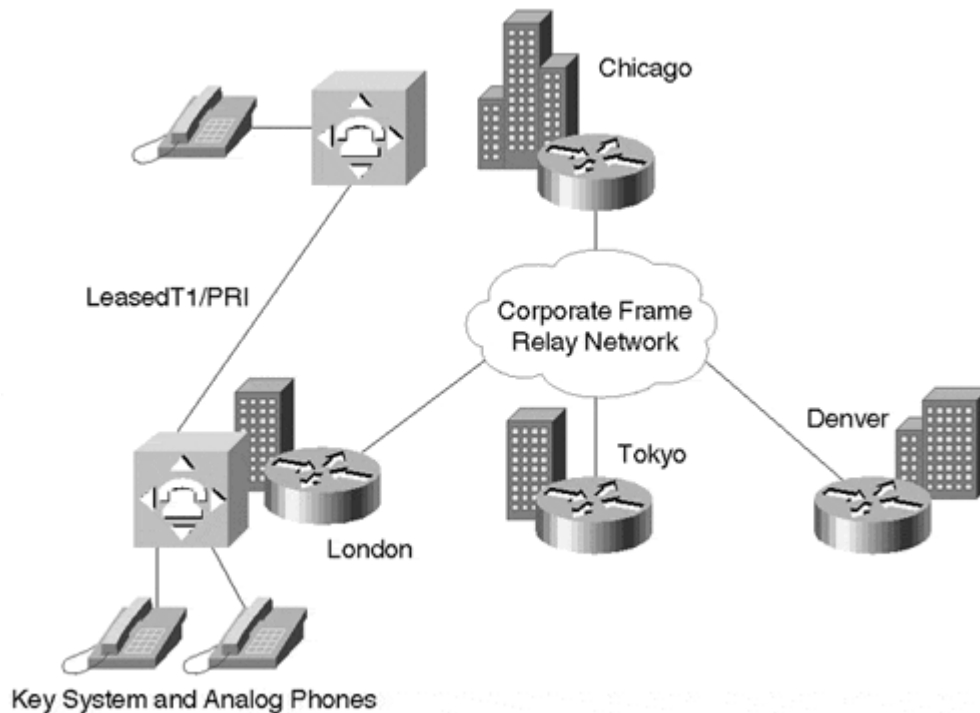 Chicago
LeasedT1/PRI
Corporate Frame
Relay Network
Denver
Tokyo
London
Key System and Analog Phones